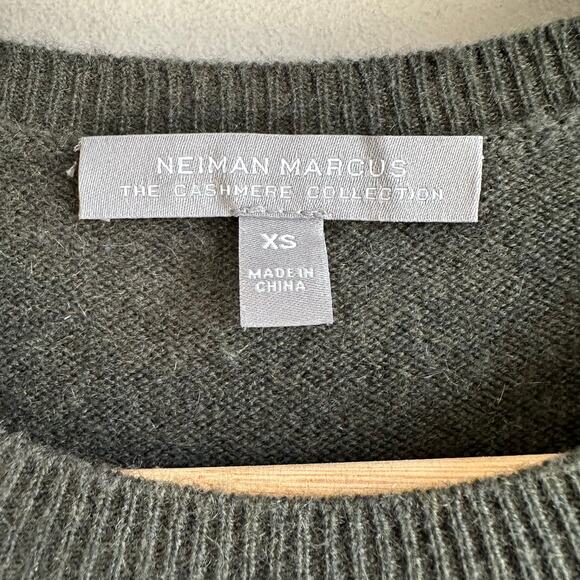 NEIMAN MARCUS
THE CASHMERE COLLECTION
XS
MADE IN
CHINA